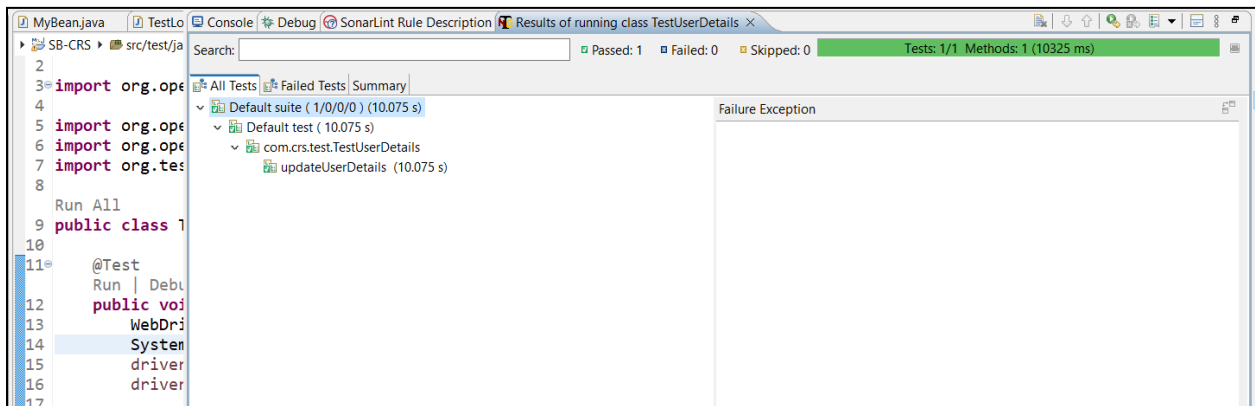 MyBean.java TestLo Console Debug SonarLint Rule Description Results of running class TestUserDetails
SB-CRS src/test/ja
Search: Passed: 1 Failed: 0 Skipped: 0 Tests: 1/1 Methods: 1 (10325 ms)
All Tests Failed Tests Summary
Default suite ( 1/0/0/0 ) (10.075 s)
Default test ( 10.075 s)
com.crs.test.TestUserDetails
updateUserDetails (10.075 s)
Failure Exception
2
3 import org.ope
4
5 import org.ope
6 import org.ope
7 import org.tes
8
Run All
9 public class T
10
11 @Test
Run | Debu
12 public voi
13 WebDri
14 System
15 driver
16 driver
17